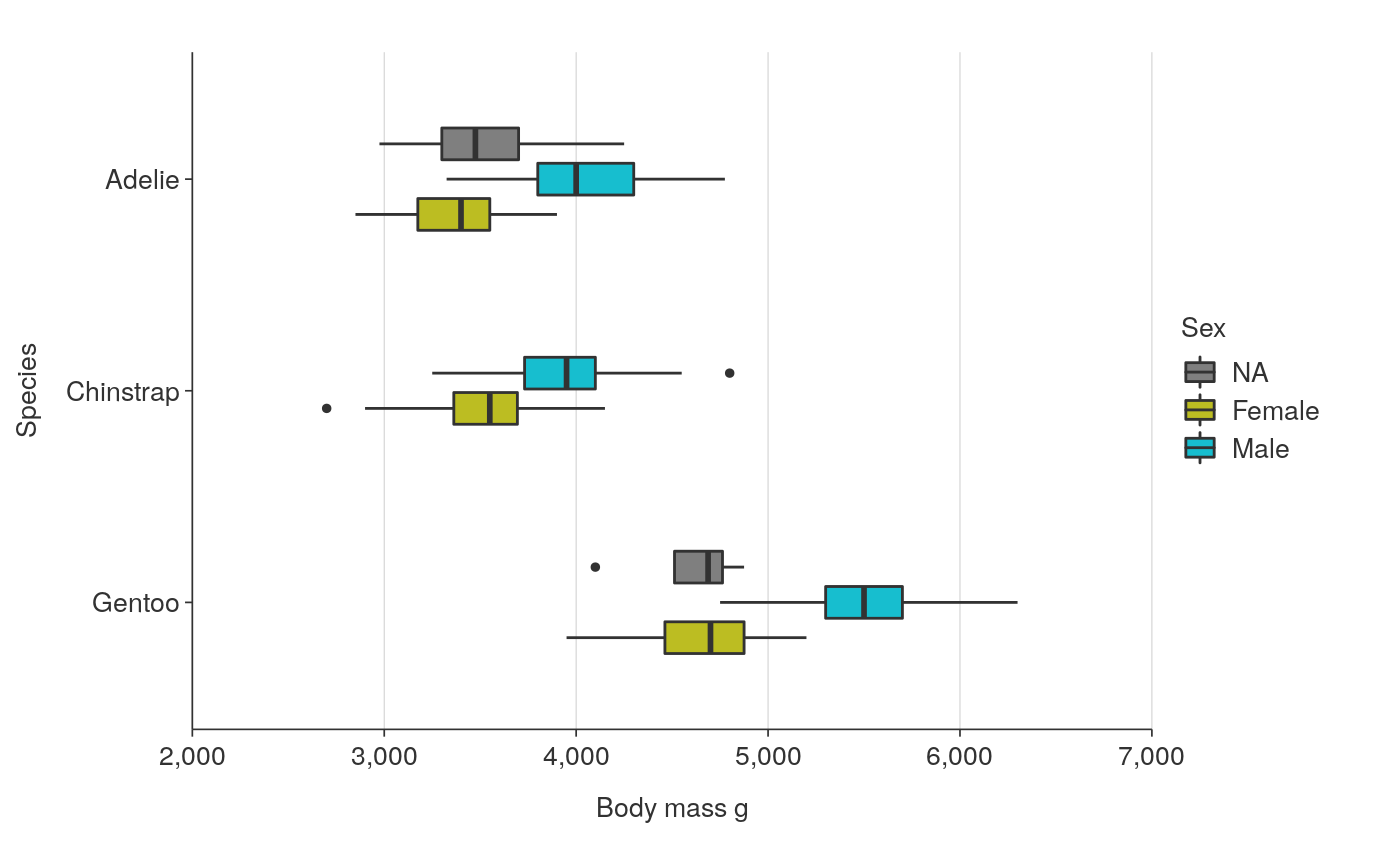 Adelie
Chinstrap
Gentoo
Species
2,000 3,000 4,000 5,000 6,000 7,000
Body mass g
Sex
NA
Female
Male